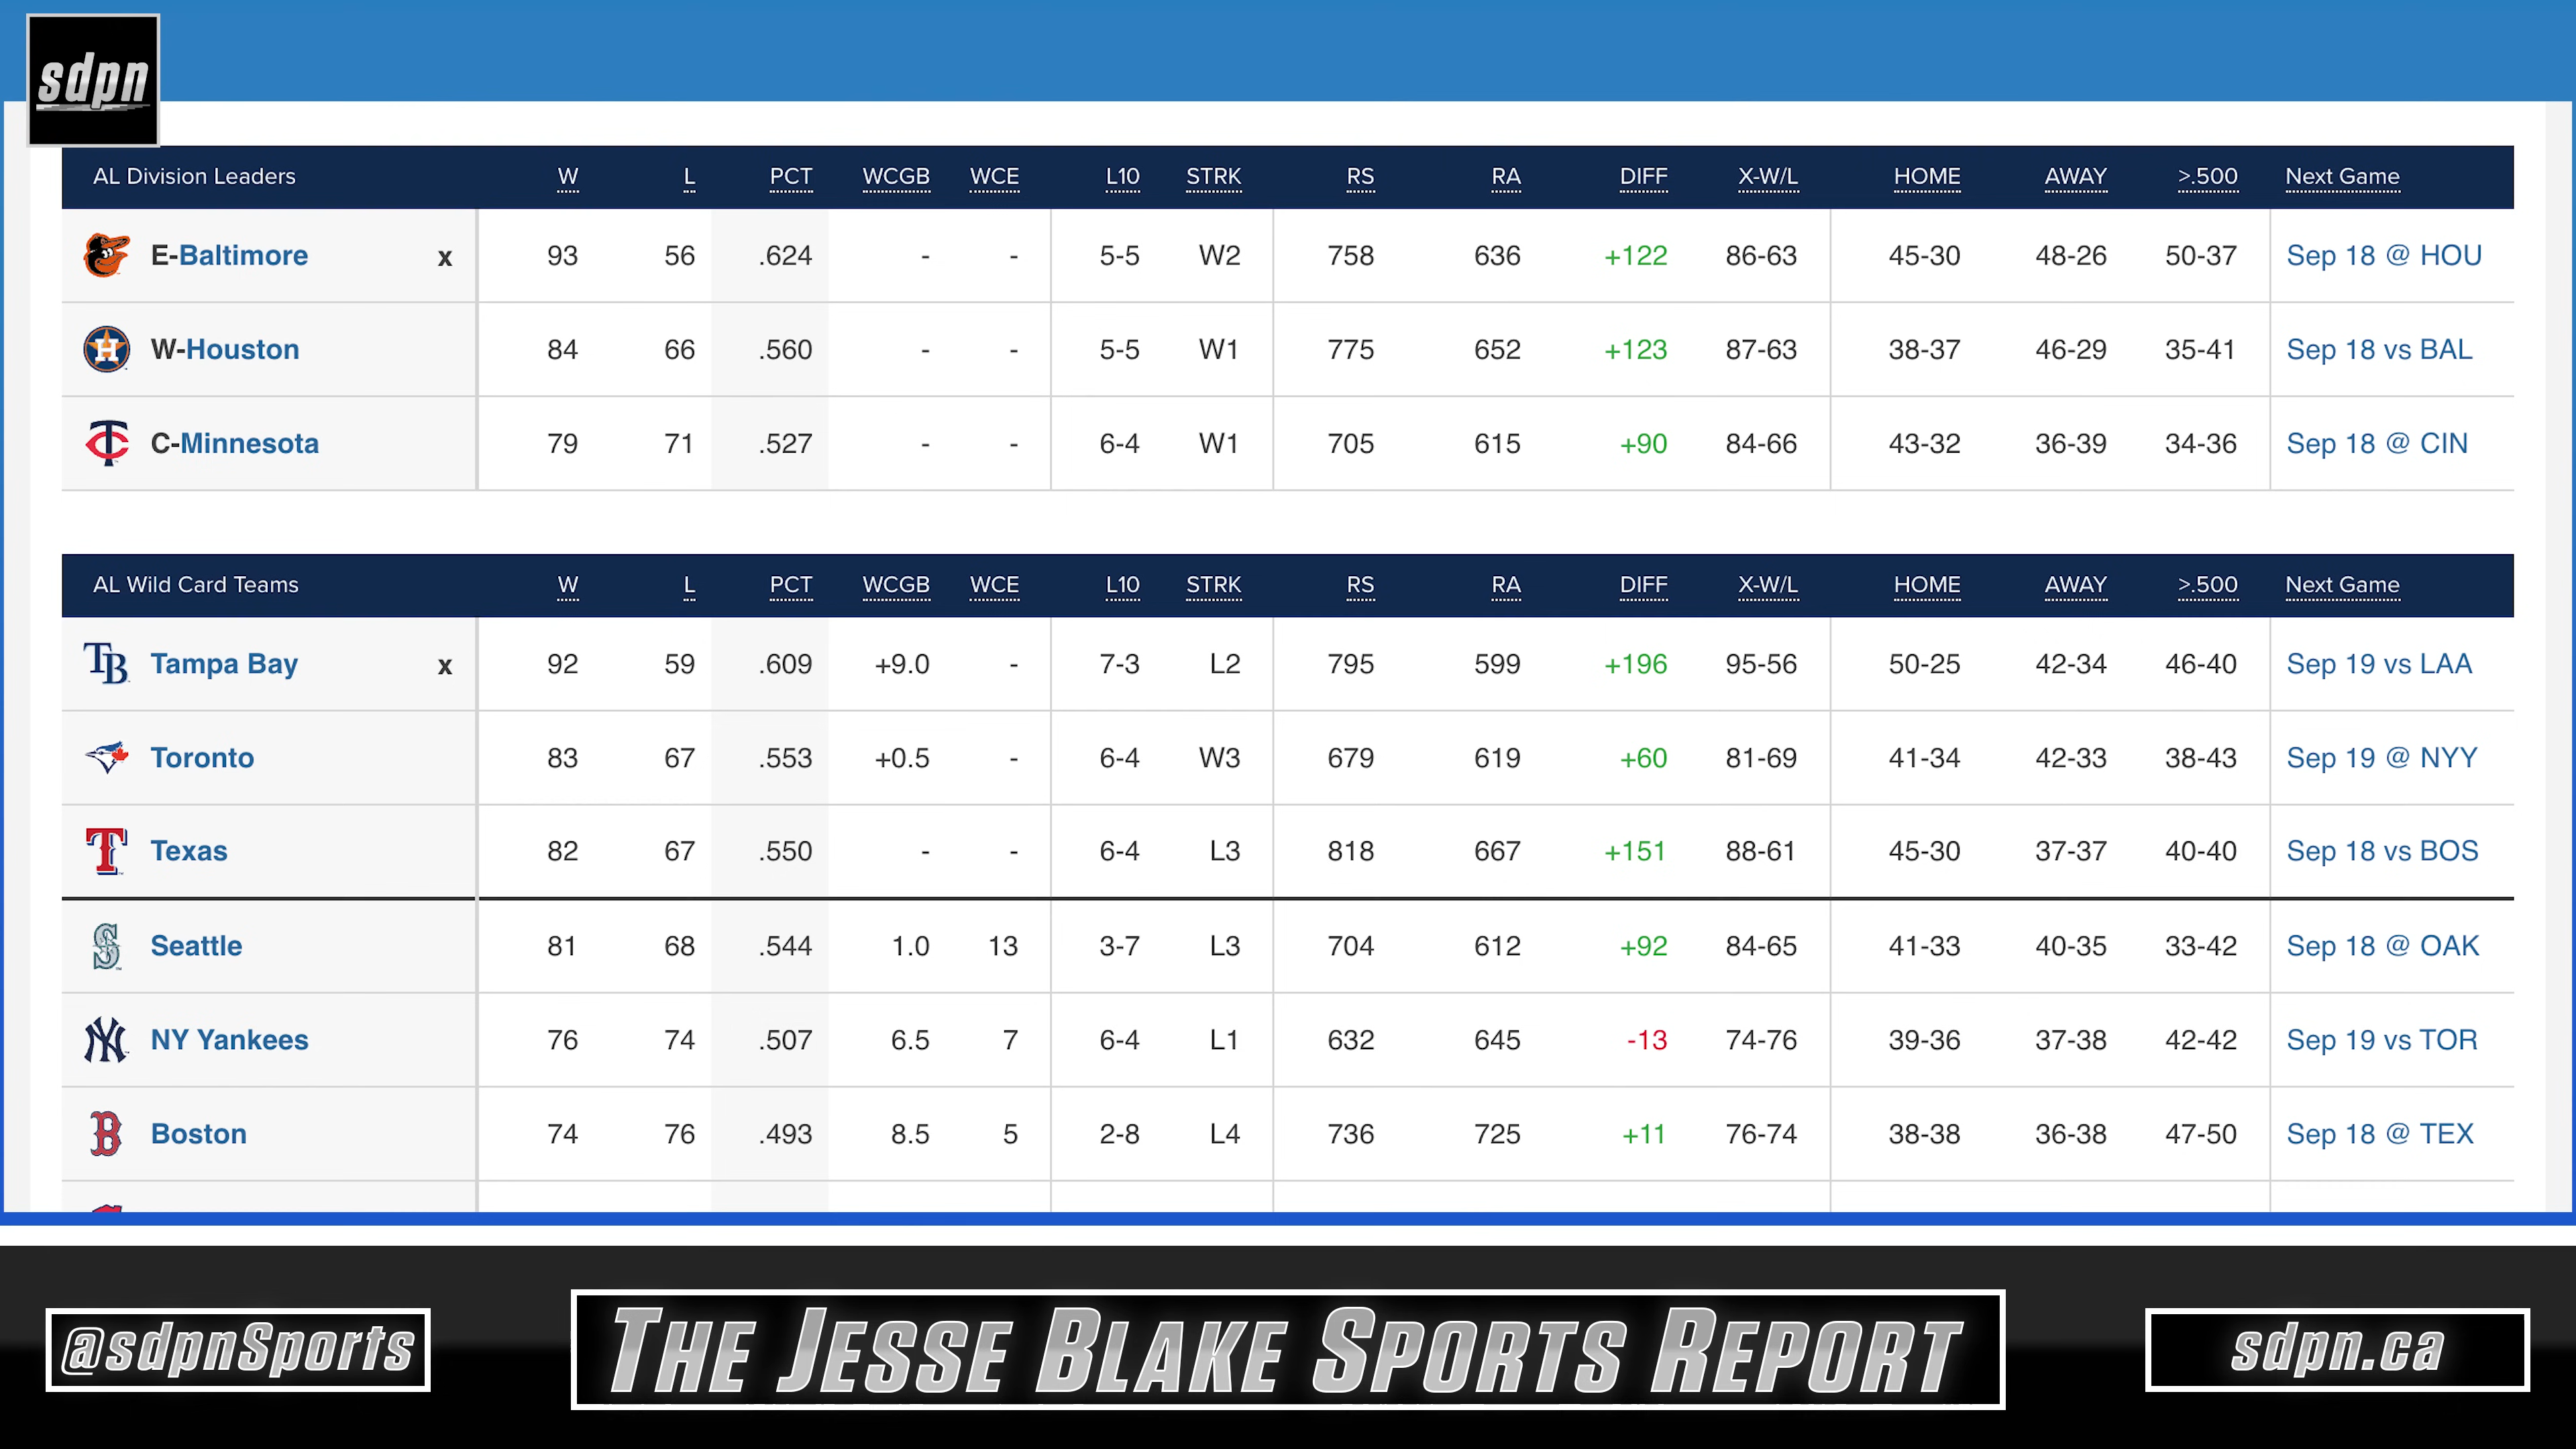 sdpn
AL Division Leaders W L PCT WCGB WCE L10 STRK RS RA DIFF X-W/L HOME AWAY >.500 Next Game
E-Baltimore x 93 56 .624 - - 5-5 W2 758 636 +122 86-63 45-30 48-26 50-37 Sep 18 @ HOU
W-Houston 84 66 .560 - - 5-5 W1 775 652 +123 87-63 38-37 46-29 35-41 Sep 18 vs BAL
C-Minnesota 79 71 .527 - - 6-4 W1 705 615 +90 84-66 43-32 36-39 34-36 Sep 18 @ CIN
AL Wild Card Teams W L PCT WCGB WCE L10 STRK RS RA DIFF X-W/L HOME AWAY >.500 Next Game
TB Tampa Bay x 92 59 .609 +9.0 - 7-3 L2 795 599 +196 95-56 50-25 42-34 46-40 Sep 19 vs LAA
Toronto 83 67 .553 +0.5 - 6-4 W3 679 619 +60 81-69 41-34 42-33 38-43 Sep 19 @ NYY
T Texas 82 67 .550 - - 6-4 L3 818 667 +151 88-61 45-30 37-37 40-40 Sep 18 vs BOS
S Seattle 81 68 .544 1.0 13 3-7 L3 704 612 +92 84-65 41-33 40-35 33-42 Sep 18 @ OAK
NY NY Yankees 76 74 .507 6.5 7 6-4 L1 632 645 -13 74-76 39-36 37-38 42-42 Sep 19 vs TOR
B Boston 74 76 .493 8.5 5 2-8 L4 736 725 +11 76-74 38-38 36-38 47-50 Sep 18 @ TEX
@sdpnSports
THE JESSE BLAKE SPORTS REPORT
sdpn.ca